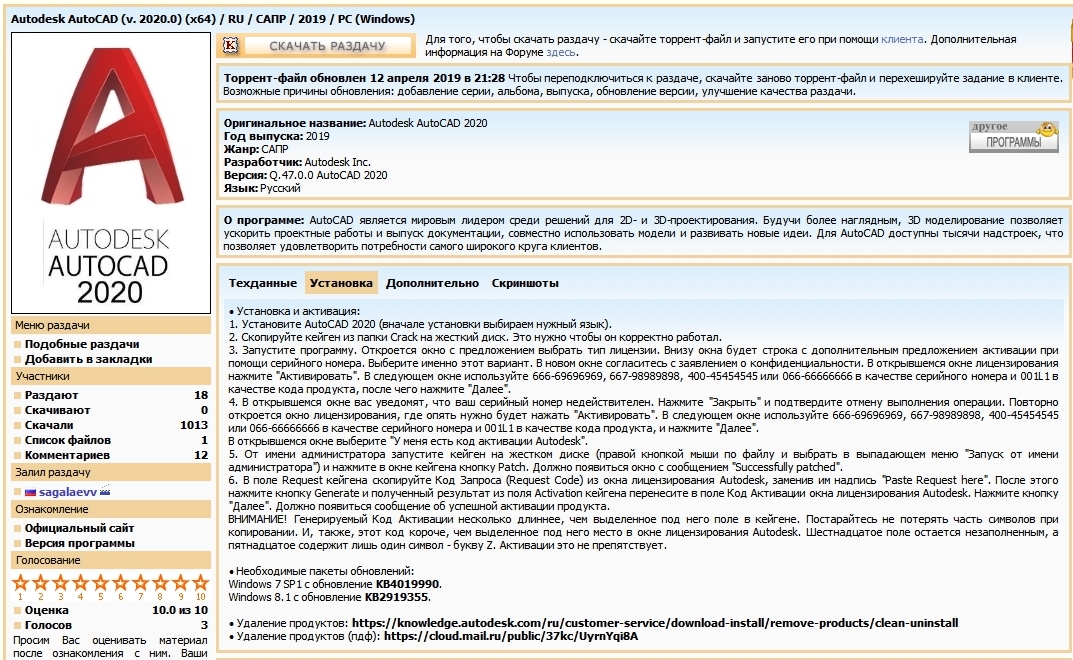 Autodesk AutoCAD (v. 2020.0) (x64) / RU / САПР / 2019 / PC (Windows)
AUTODESK
AUTOCAD
2020
Меню раздачи
Подобные раздачи
Добавить в закладки
Участники
Раздают 18
Скачивают 0
Скачали 1013
Список файлов 1
Комментариев 12
Залил раздачу
sagalaevv
Ознакомление
Официальный сайт
Версия программы
Голосование
1 2 3 4 5 6 7 8 9 10
Оценка 10.0 из 10
Голосов 3
Просим Вас оценивать материал
после ознакомления с ним. Ваши
K СКАЧАТЬ РАЗДАЧУ
Для того, чтобы скачать раздачу - скачайте торрент-файл и запустите его при помощи клиента. Дополнительная
информация на Форуме здесь.
Торрент-файл обновлен 12 апреля 2019 в 21:28 Чтобы переподключиться к раздаче, скачайте заново торрент-файл и перехешируйте задание в клиенте.
Возможные причины обновления: добавление серии, альбома, выпуска, обновление версии, улучшение качества раздачи.
Оригинальное название: Autodesk AutoCAD 2020
Год выпуска: 2019
Жанр: САПР
Разработчик: Autodesk Inc.
Версия: Q.47.0.0 AutoCAD 2020
Язык: Русский
другое
ПРОГРАММЫ
О программе: AutoCAD является мировым лидером среди решений для 2D- и 3D-проектирования. Будучи более наглядным, 3D моделирование позволяет
ускорить проектные работы и выпуск документации, совместно использовать модели и развивать новые идеи. Для AutoCAD доступны тысячи надстроек, что
позволяет удовлетворить потребности самого широкого круга клиентов.
Техданные Установка Дополнительно Скриншоты
• Установка и активация:
1. Установите AutoCAD 2020 (вначале установки выбираем нужный язык).
2. Скопируйте кейген из папки Crack на жесткий диск. Это нужно чтобы он корректно работал.
3. Запустите программу. Откроется окно с предложением выбрать тип лицензии. Внизу окна будет строка с дополнительным предложением активации при
помощи серийного номера. Выберите именно этот вариант. В новом окне согласитесь с заявлением о конфиденциальности. В открывшемся окне лицензирования
нажмите "Активировать". В следующем окне используйте 666-69696969, 667-98989898, 400-45454545 или 066-66666666 в качестве серийного номера и 001L1 в
качестве кода продукта, после чего нажмите "Далее".
4. В открывшемся окне вас уведомят, что ваш серийный номер недействителен. Нажмите "Закрыть" и подтвердите отмену выполнения операции. Повторно
откроется окно лицензирования, где опять нужно будет нажать "Активировать". В следующем окне используйте 666-69696969, 667-98989898, 400-45454545
или 066-66666666 в качестве серийного номера и 001L1 в качестве кода продукта, и нажмите "Далее".
В открывшемся окне выберите "У меня есть код активации Autodesk".
5. От имени администратора запустите кейген на жестком диске (правой кнопкой мыши по файлу и выбрать в выпадающем меню "Запуск от имени
администратора") и нажмите в окне кейгена кнопку Patch. Должно появиться окно с сообщением "Successfully patched".
6. В поле Request кейгена скопируйте Код Запроса (Request Code) из окна лицензирования Autodesk, заменив им надпись "Paste Request here". После этого
нажмите кнопку Generate и полученный результат из поля Activation кейгена перенесите в поле Код Активации окна лицензирования Autodesk. Нажмите кнопку
"Далее". Должно появиться сообщение об успешной активации продукта.
ВНИМАНИЕ! Генерируемый Код Активации несколько длиннее, чем выделенное под него поле в кейгене. Постарайтесь не потерять часть символов при
копировании. И, также, этот код короче, чем выделенное под него место в окне лицензирования Autodesk. Шестнадцатое поле остается незаполненным, а
пятнадцатое содержит лишь один символ - букву Z. Активации это не препятствует.
• Необходимые пакеты обновлений:
Windows 7 SP1 с обновление KB4019990.
Windows 8.1 с обновление KB2919355.
• Удаление продуктов: https://knowledge.autodesk.com/ru/customer-service/download-install/remove-products/clean-uninstall
• Удаление продуктов (пдф): https://cloud.mail.ru/public/37kc/UyrnYqi8A